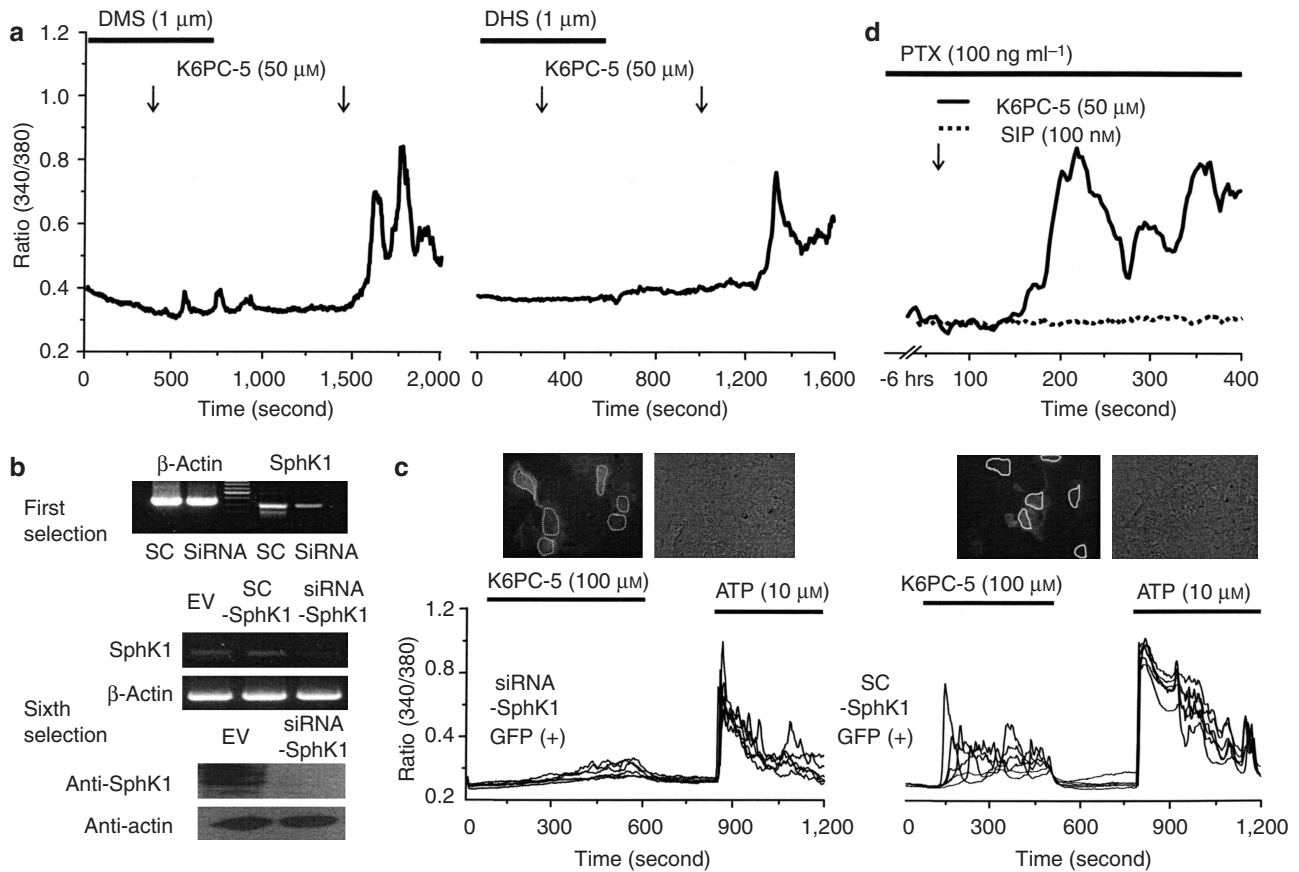 a
DMS (1 μm)
K6PC-5 (50 μM)
Ratio (340/380)
1.2
1.0
0.8
0.6
0.4
0.2
0
500
1,000
1,500
2,000
Time (second)
DHS (1 μm)
K6PC-5 (50 μM)
0
400
800
1,200
1,600
Time (second)
d
PTX (100 ng ml⁻¹)
K6PC-5 (50 μM)
SIP (100 nM)
-6 hrs
100
200
300
400
Time (second)
b
β-Actin
SphK1
First
selection
SC
SiRNA
SC
SiRNA
EV
SC
-SphK1
siRNA
-SphK1
SphK1
β-Actin
Sixth
selection
EV
siRNA
-SphK1
Anti-SphK1
Anti-actin
c
K6PC-5 (100 μM)
ATP (10 μM)
Ratio (340/380)
1.2
0.8
0.4
0.2
siRNA
-SphK1
GFP (+)
0
300
600
900
1,200
Time (second)
K6PC-5 (100 μM)
ATP (10 μM)
SC
-SphK1
GFP (+)
0
300
600
900
1,200
Time (second)